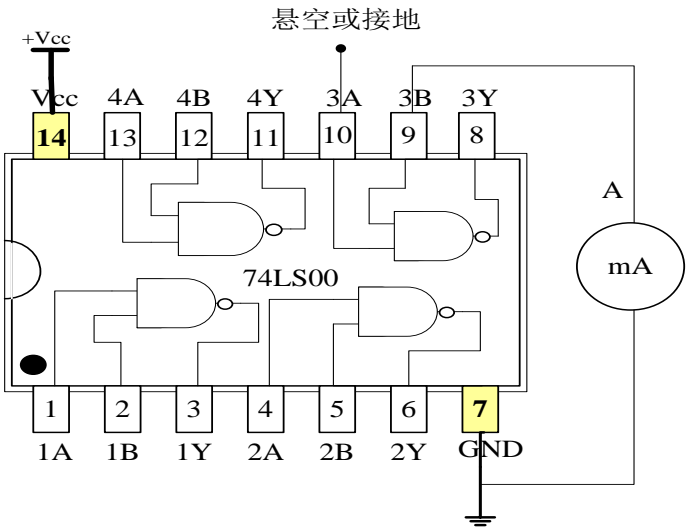 悬空或接地
+Vcc
Vcc 4A 4B 4Y 3A 3B 3Y
14 13 12 11 10 9 8
A
mA
74LS00
1 2 3 4 5 6 7
1A 1B 1Y 2A 2B 2Y GND